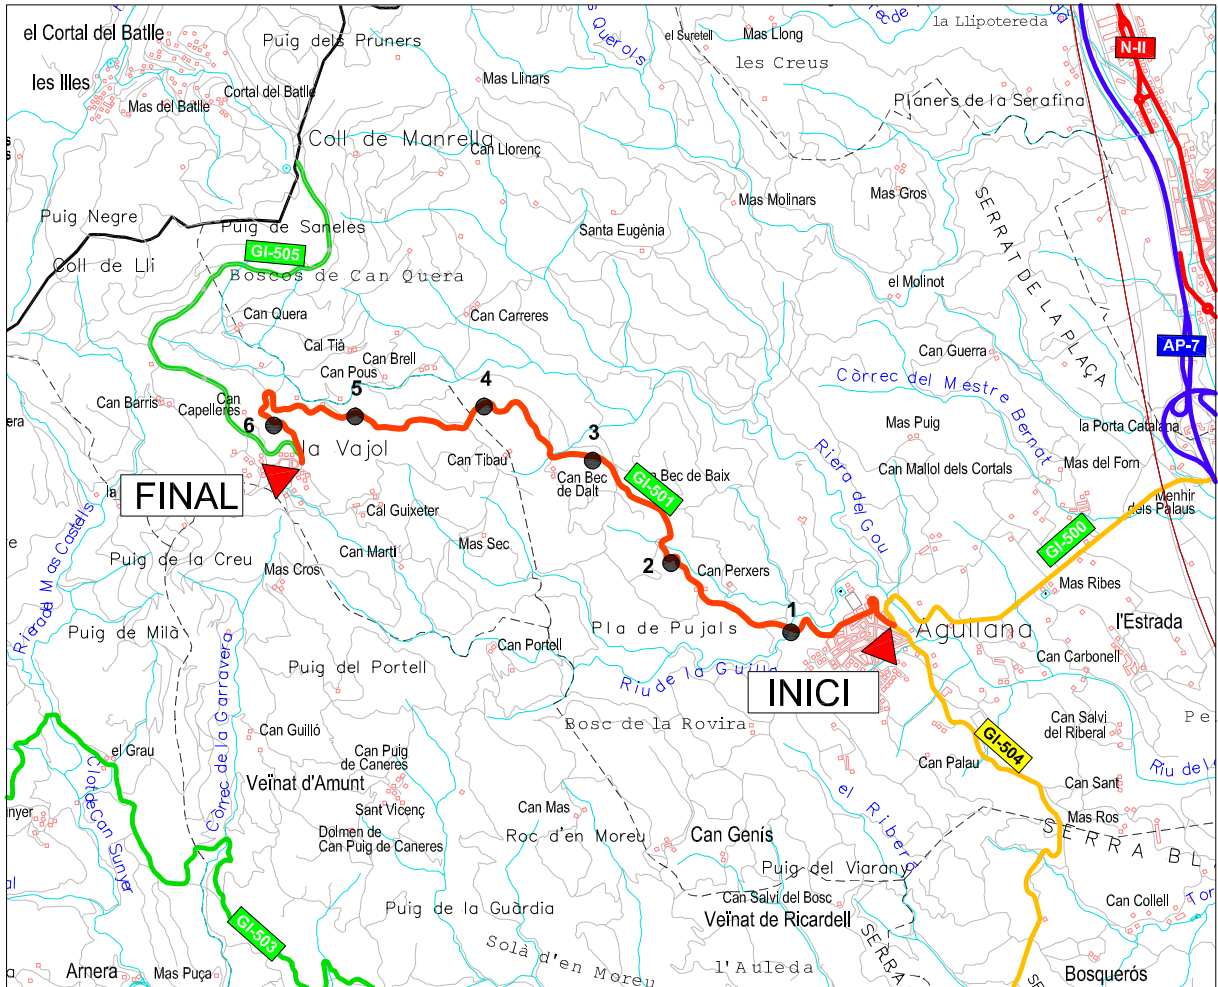 el Cortal del Batlle
Puig dels Pruners
la Llipotereda
Mas Llong
el Suretell
N-II
les Creus
les Illes
Mas Llinars
Cortal del Batlle
Mas del Batlle
Planers de la Serafina
Coll de Manrella
Can Llorenç
Mas Gros
Mas Molinars
SERRAT DE LA PLAÇA
Puig Negre
Puig de Saneles
Santa Eugènia
GI-505
Coll de Lli
Boscos de Can Quera
el Molinot
Can Quera
Can Carreres
AP-7
Cal Tià
Can Brell
Can Pous
Can Guerra
Còrrec del Mestre Bernat
Can Barris
Can
Capelleres
4
5
6
3
Mas Puig
la Porta Catalana
la Vajol
Can Tibau
Can Bec
de Dalt
Bec de Baix
GI-501
Riera del Gou
Can Mallol dels Cortals
Mas del Forn
Menhir
dels Palaus
FINAL
Cal Guixeter
Riera de Mas Castells
Can Martí
Mas Sec
GI-500
Puig de la Creu
Mas Cros
2
Can Perxers
Mas Ribes
1
Puig de Milà
Pla de Pujals
Agullana
l'Estrada
Can Portell
Can Carbonell
Puig del Portell
Riu de la Guilla
INICI
Còrrec de la Garravera
Bosc de la Rovira
Can Salvi
del Riberal
Can Guilló
GI-504
el Grau
Can Puig
de Caneres
Can Palau
Veïnat d'Amunt
Can Sant
Clot de Can Sunyer
Sant Vicenç
Can Mas
el Riberal
Mas Ros
Dolmen de
Can Puig de Caneres
Roc d'en Moreu
Can Genís
Puig del Viarany
Can Salvi del Bosc
Can Collell
Puig de la Guàrdia
Veïnat de Ricardell
GI-503
Solà d'en Moreu
SERRA
l'Auleda
Arnera
Mas Puça
Bosquerós